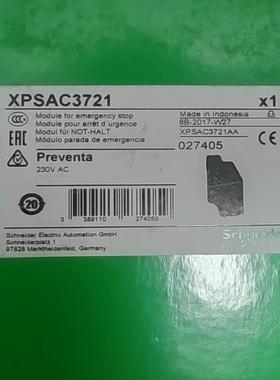 XPSAC3721 x1
Module for emergency stop
Module pour arrêt d'urgence
Modul für NOT-HALT
Módulo parada de emergencia
Made in Indonesia
8B-2017-W27
XPSAC3721AA
027405
Preventa
230V AC
20
3 389110 274059
Schneider Electric Automation GmbH
Schneiderplatz 1
97828 Marktheidenfeld, Germany
Schneider